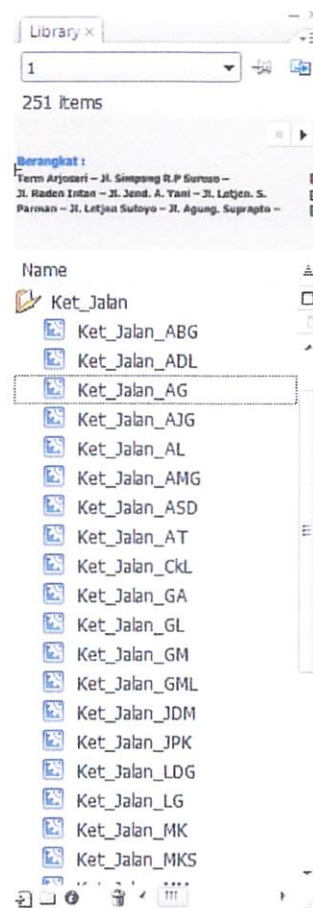 Library ×
1
251 items
Berangkat :
Term Arjosari – Jl. Simpang R.P Suroso –
Jl. Raden Intan – Jl. Jend. A. Yani – Jl. Letjen. S.
Parman – Jl. Letjen Sutoyo – Jl. Agung. Suprapto –
Name
Ket_Jalan
Ket_Jalan_ABG
Ket_Jalan_ADL
Ket_Jalan_AG
Ket_Jalan_AJG
Ket_Jalan_AL
Ket_Jalan_AMG
Ket_Jalan_ASD
Ket_Jalan_AT
Ket_Jalan_CkL
Ket_Jalan_GA
Ket_Jalan_GL
Ket_Jalan_GM
Ket_Jalan_GML
Ket_Jalan_JDM
Ket_Jalan_JPK
Ket_Jalan_LDG
Ket_Jalan_LG
Ket_Jalan_MK
Ket_Jalan_MKS